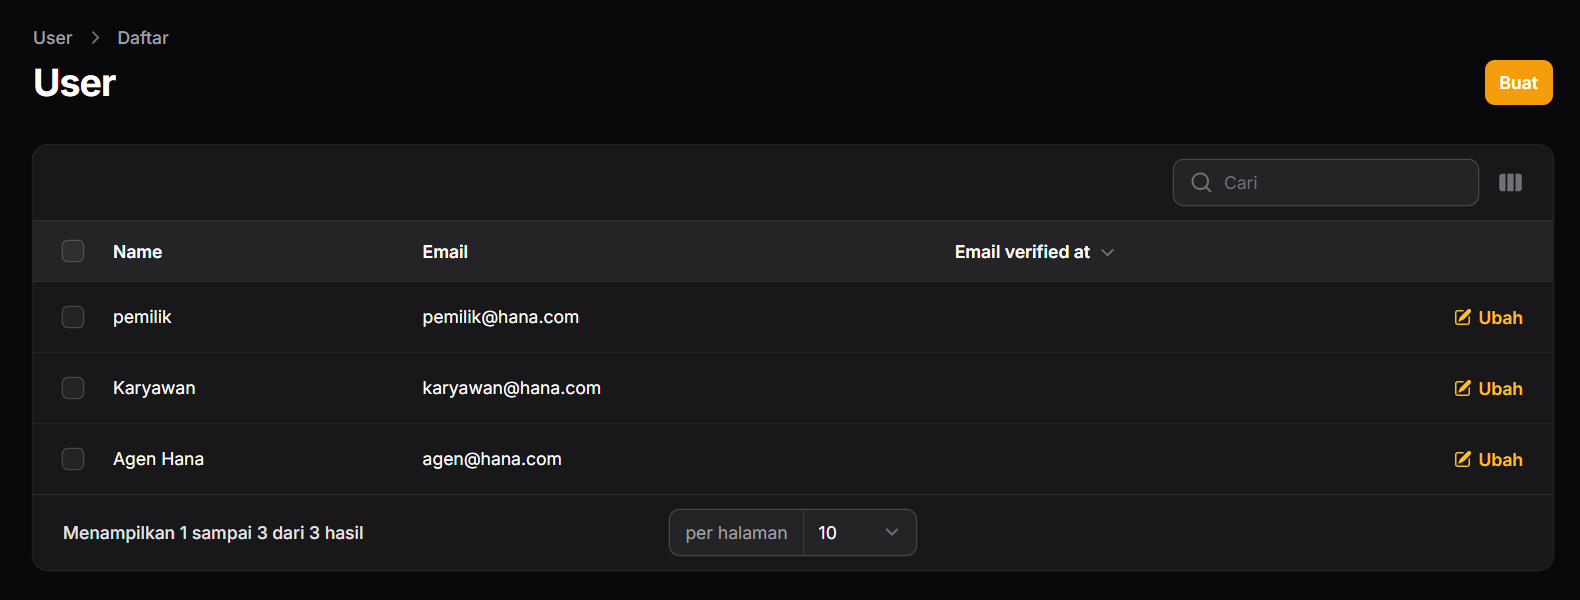 User > Daftar
User
Buat
Cari
Name Email Email verified at
pemilik pemilik@hana.com Ubah
Karyawan karyawan@hana.com Ubah
Agen Hana agen@hana.com Ubah
Menampilkan 1 sampai 3 dari 3 hasil per halaman 10